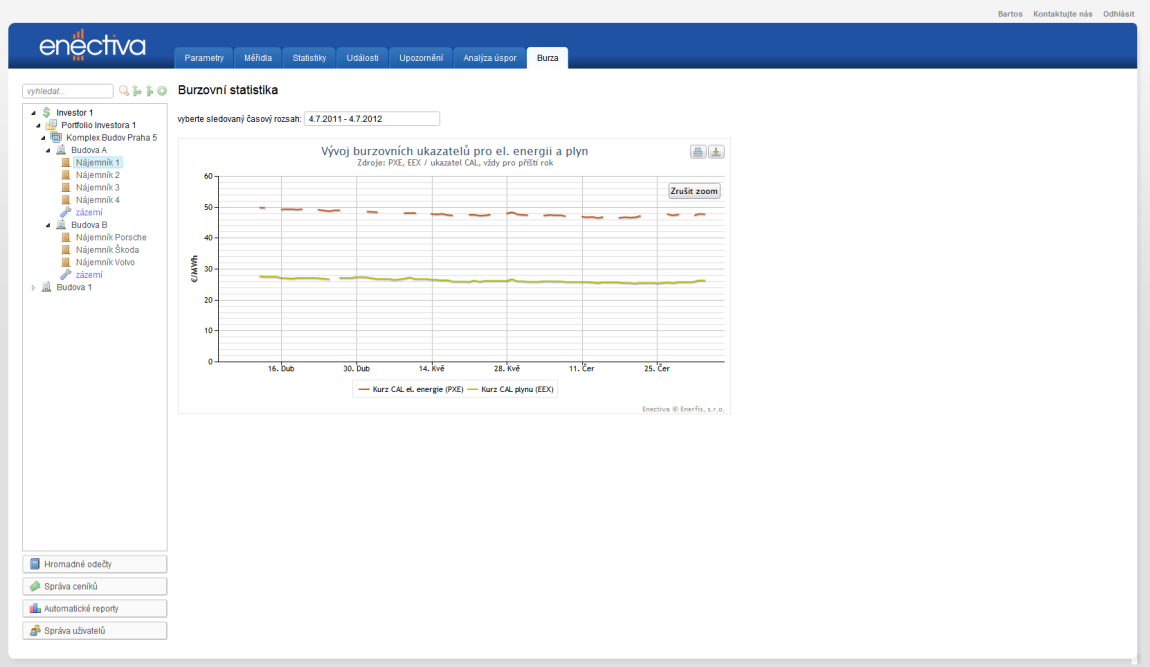 Bartos Kontaktujte nás Odhlásit
enectiva
Parametry Měřidla Statistiky Události Upozornění Analýza úspor Burza
vyhledat...
Burzovní statistika
Investor 1
Portfolio Investora 1
Komplex Budov Praha 5
Budova A
Nájemník 1
Nájemník 2
Nájemník 3
Nájemník 4
zázemí
Budova B
Nájemník Porsche
Nájemník Škoda
Nájemník Volvo
zázemí
Budova 1
vyberte sledovaný časový rozsah: 4.7.2011 - 4.7.2012
Vývoj burzovních ukazatelů pro el. energii a plyn
Zdroje: PXE, EEX / ukazatel CAL, vždy pro příští rok
Zrušit zoom
€/MWh
60
50
40
30
20
10
0
16. Dub 30. Dub 14. Kvě 28. Kvě 11. Čer 25. Čer
Kurz CAL el. energie (PXE) Kurz CAL plynu (EEX)
Enectiva ® Enerfis, s.r.o.
Hromadné odečty
Správa ceníků
Automatické reporty
Správa uživatelů